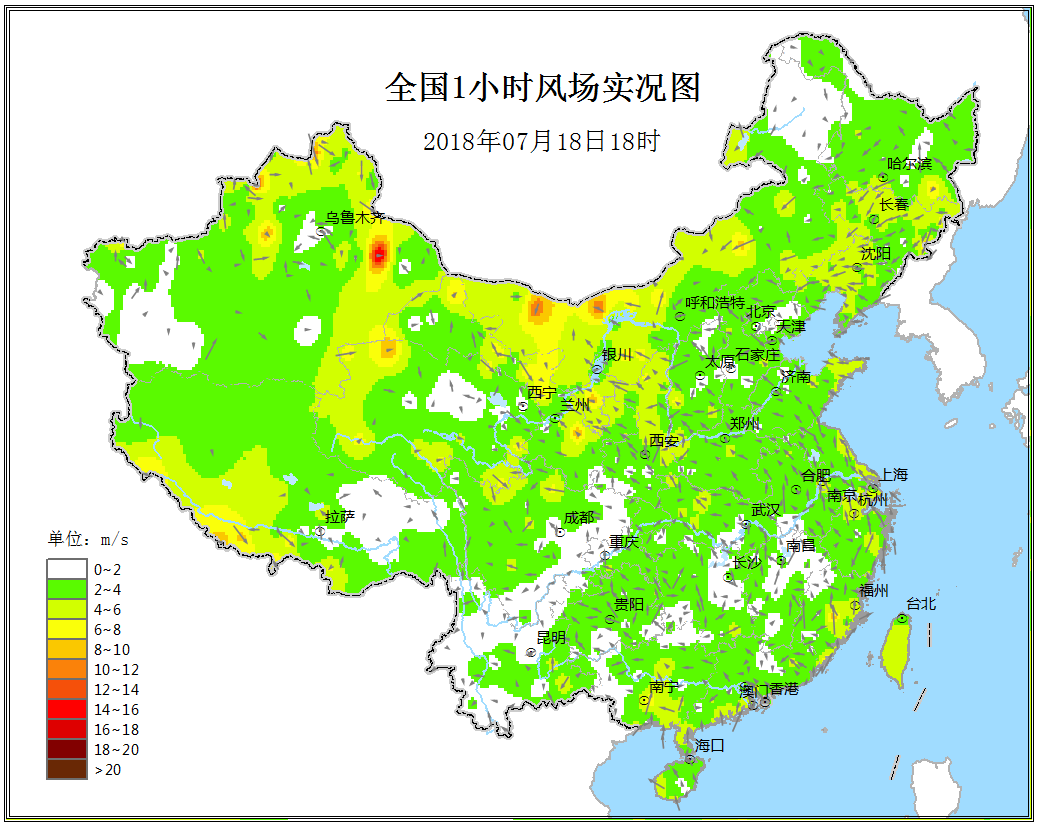 全国1小时风场实况图
2018年07月18日18时
哈尔滨
长春
乌鲁木齐
沈阳
呼和浩特
北京
天津
银川
太原
石家庄
济南
西宁
兰州
郑州
西安
合肥
上海
南京
杭州
拉萨
成都
武汉
重庆
南昌
长沙
贵阳
福州
台北
昆明
南宁
澳门
香港
海口
单位: m/s
0~2
2~4
4~6
6~8
8~10
10~12
12~14
14~16
16~18
18~20
>20